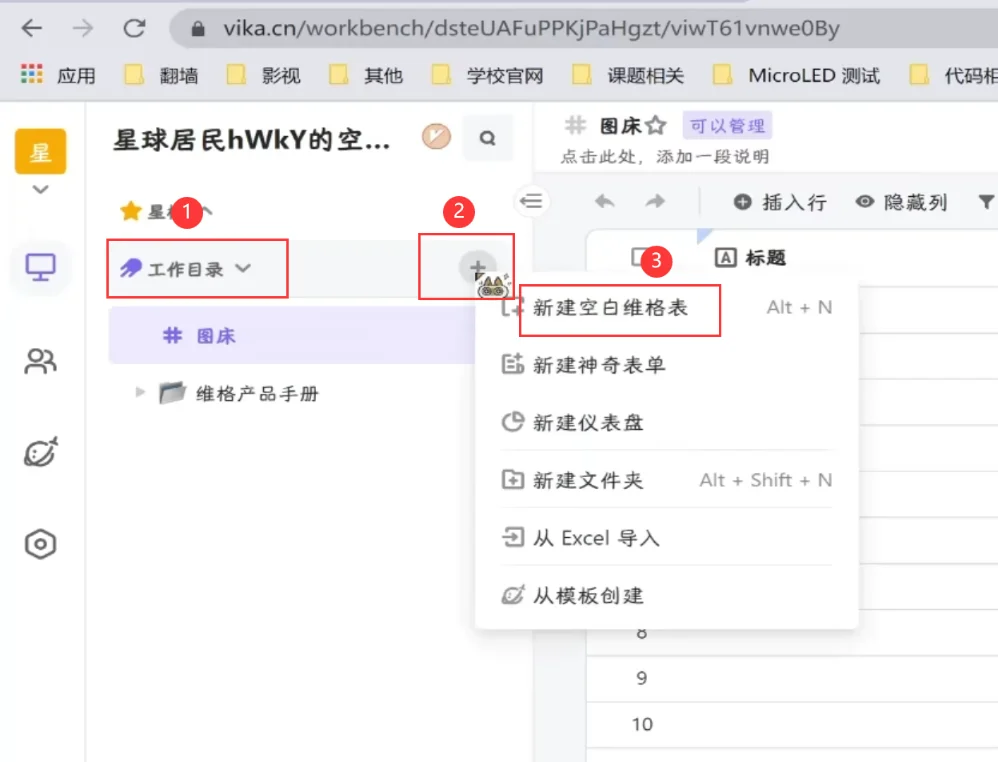 vika.cn/workbench/dsteUAFuPPKjPaHgzt/viwT61vnwe0By
应用 翻墙 影视 其他 学校官网 课题相关 MicroLED 测试 代码相
星
星球居民hWkY的空...
图床 可以管理
点击此处，添加一段说明
星
1
2
插入行 隐藏列
工作目录
3
标题
新建空白维格表 Alt + N
图床
新建神奇表单
维格产品手册
新建仪表盘
新建文件夹 Alt + Shift + N
从 Excel 导入
从模板创建
8
9
10